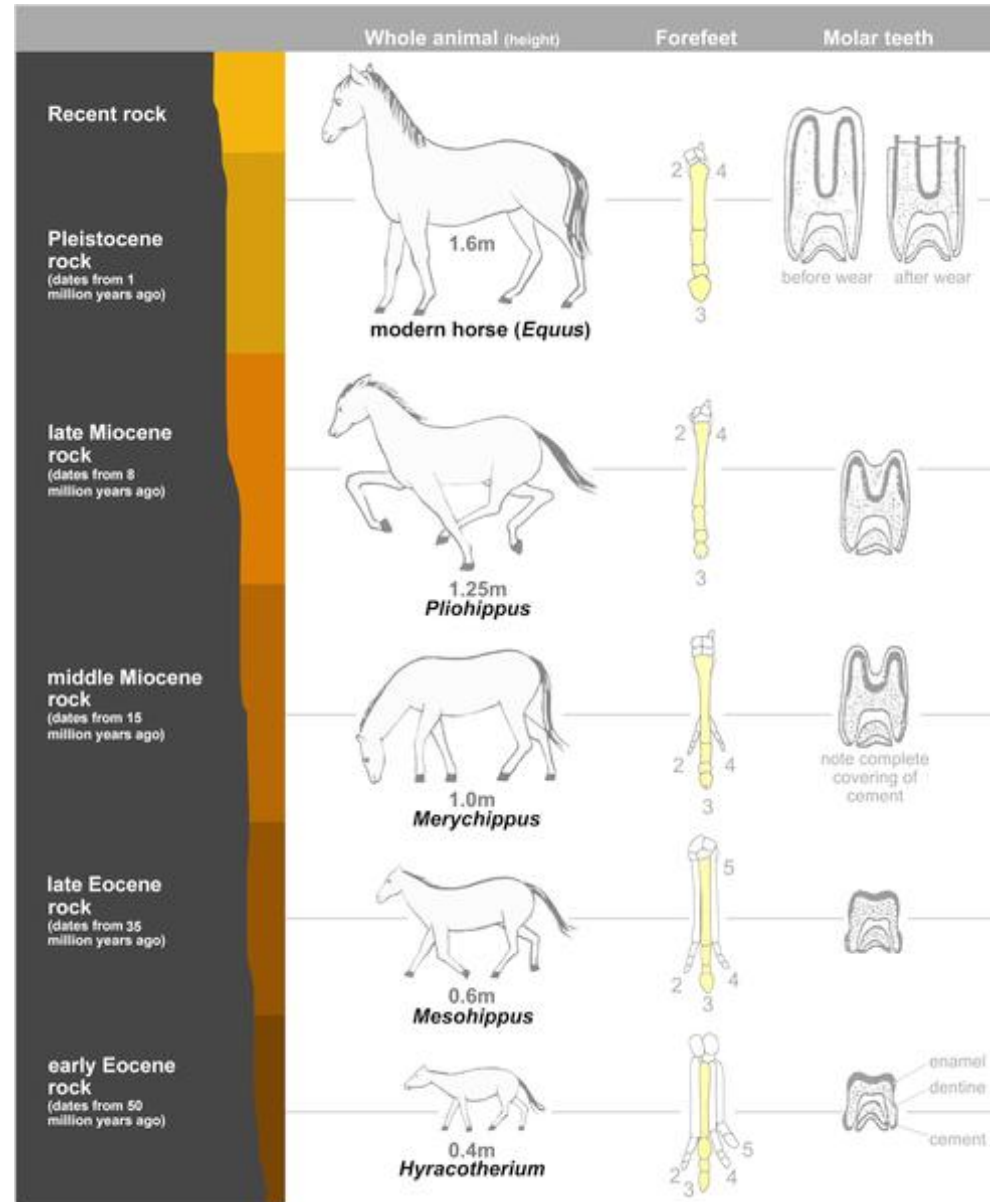 Whole animal (height) Forefeet Molar teeth
Recent rock
2 4
Pleistocene
rock
(dates from 1
million years ago)
1.6m
before wear after wear
3
modern horse (Equus)
late Miocene
rock
(dates from 8
million years ago)
2 4
3
1.25m
Pliohippus
middle Miocene
rock
(dates from 15
million years ago)
2 4
3
note complete
covering of
cement
1.0m
Merychippus
late Eocene
rock
(dates from 35
million years ago)
5
2 4
3
0.6m
Mesohippus
early Eocene
rock
(dates from 50
million years ago)
enamel
dentine
cement
5
2 3 4
0.4m
Hyracotherium